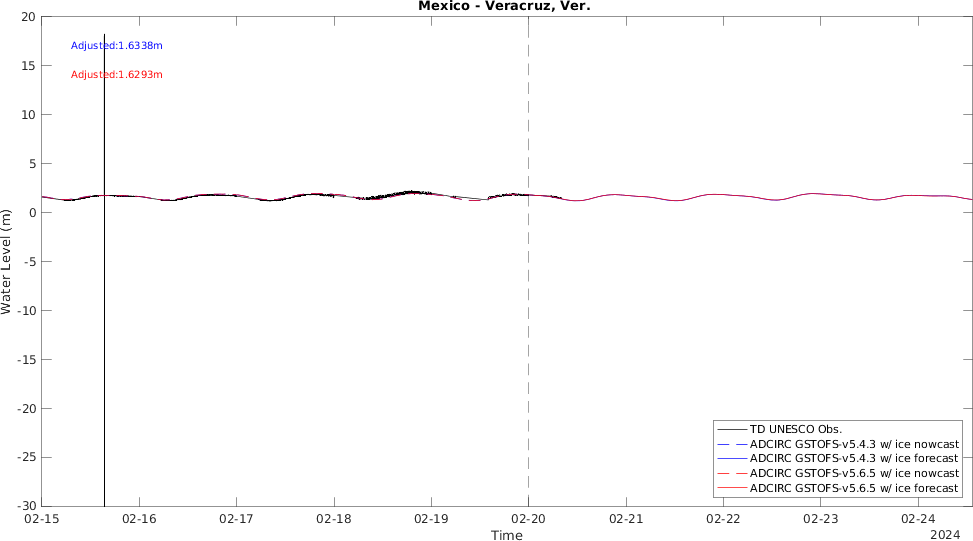 Mexico - Veracruz, Ver.
20
15
10
5
0
-5
-10
-15
-20
-25
-30
Water Level (m)
Adjusted:1.6338m
Adjusted:1.6293m
TD UNESCO Obs.
ADCIRC GSTOFS-v5.4.3 w/ ice nowcast
ADCIRC GSTOFS-v5.4.3 w/ ice forecast
ADCIRC GSTOFS-v5.6.5 w/ ice nowcast
ADCIRC GSTOFS-v5.6.5 w/ ice forecast
02-15 02-16 02-17 02-18 02-19 02-20 02-21 02-22 02-23 02-24
Time
2024